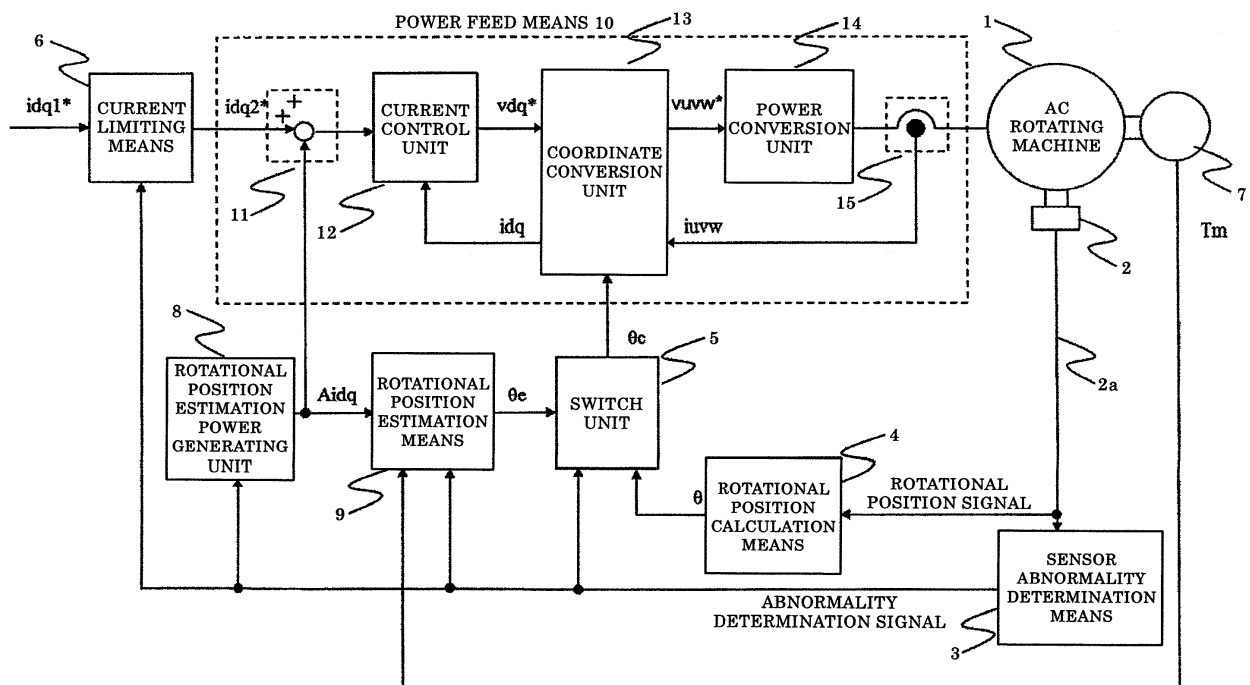 POWER FEED MEANS 10
13
14
1
6
idq1*
CURRENT
LIMITING
MEANS
idq2*
+
+
11
CURRENT
CONTROL
UNIT
12
vdq*
idq
COORDINATE
CONVERSION
UNIT
vuvw*
iuvw
POWER
CONVERSION
UNIT
15
AC
ROTATING
MACHINE
7
Tm
2
2a
8
ROTATIONAL
POSITION
ESTIMATION
POWER
GENERATING
UNIT
Aidq
ROTATIONAL
POSITION
ESTIMATION
MEANS
9
θe
θc
5
SWITCH
UNIT
θ
4
ROTATIONAL
POSITION
CALCULATION
MEANS
ROTATIONAL
POSITION SIGNAL
SENSOR
ABNORMALITY
DETERMINATION
MEANS
3
ABNORMALITY
DETERMINATION SIGNAL